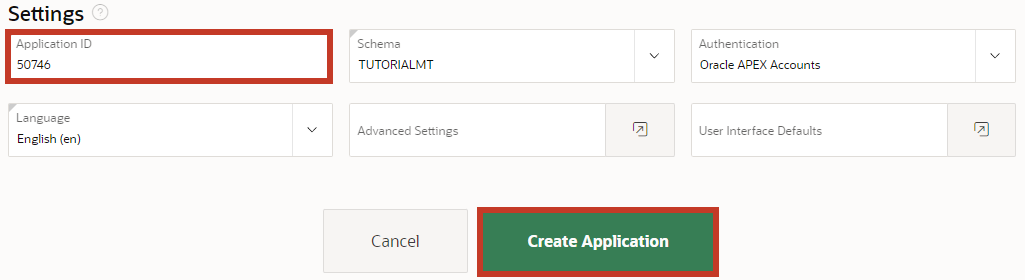 Settings ?
Application ID
50746
Schema
TUTORIALMT
Authentication
Oracle APEX Accounts
Language
English (en)
Advanced Settings
User Interface Defaults
Cancel
Create Application